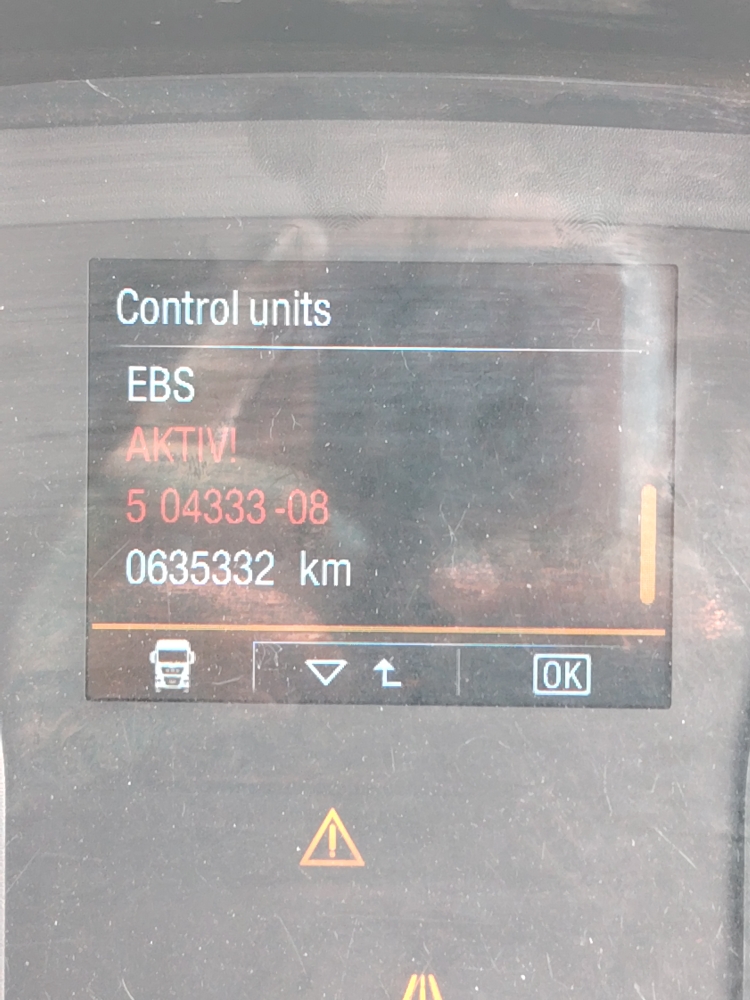 Control units
EBS
AKTIV!
5 04333-08
0635332 km
OK